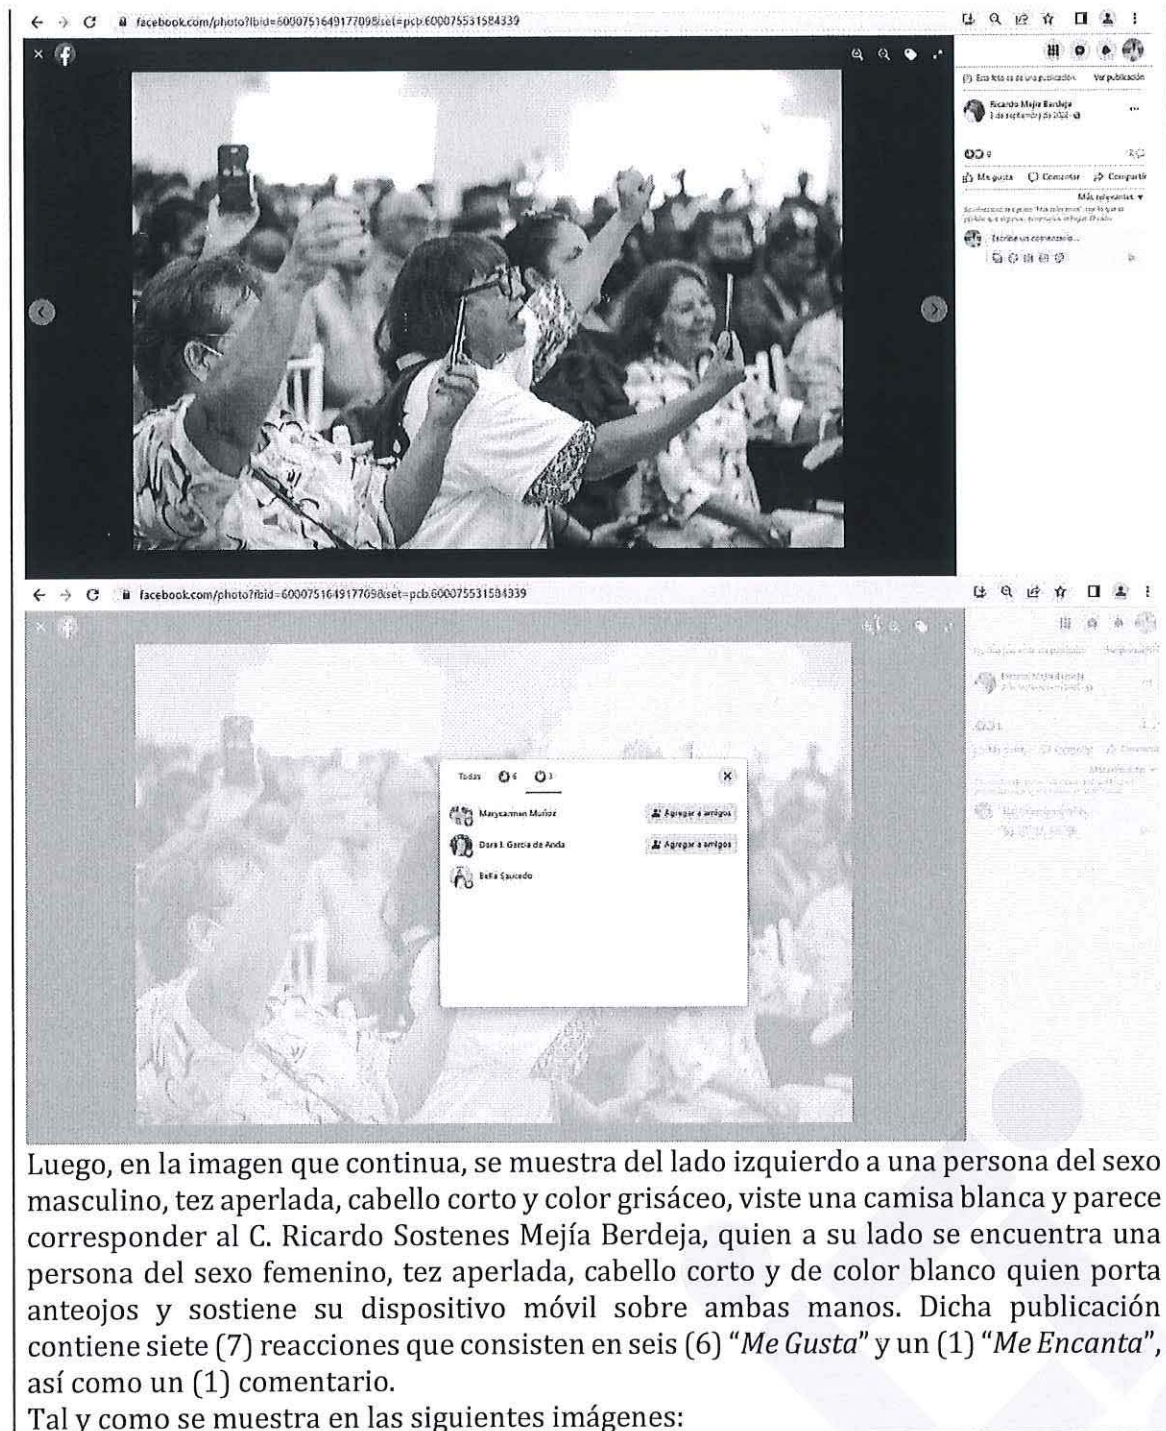 facebook.com/photo?fbid=600075164917709&set=pcb.600075531584339
Esta foto es de una publicación. Ver publicación
Ricardo Mejía Berdeja
Me gusta Comentar Compartir
Más relevantes
Escribe un comentario...
facebook.com/photo?fbid=600075164917709&set=pcb.600075531584339
Todas 6 3
Marycarmen Muñoz Agregar a amigos
Dora I. Garcia de Anda Agregar a amigos
Bella Saucedo
Luego, en la imagen que continua, se muestra del lado izquierdo a una persona del sexo
masculino, tez aperlada, cabello corto y color grisáceo, viste una camisa blanca y parece
corresponder al C. Ricardo Sostenes Mejía Berdeja, quien a su lado se encuentra una
persona del sexo femenino, tez aperlada, cabello corto y de color blanco quien porta
anteojos y sostiene su dispositivo móvil sobre ambas manos. Dicha publicación
contiene siete (7) reacciones que consisten en seis (6) “Me Gusta” y un (1) “Me Encanta”,
así como un (1) comentario.
Tal y como se muestra en las siguientes imágenes: